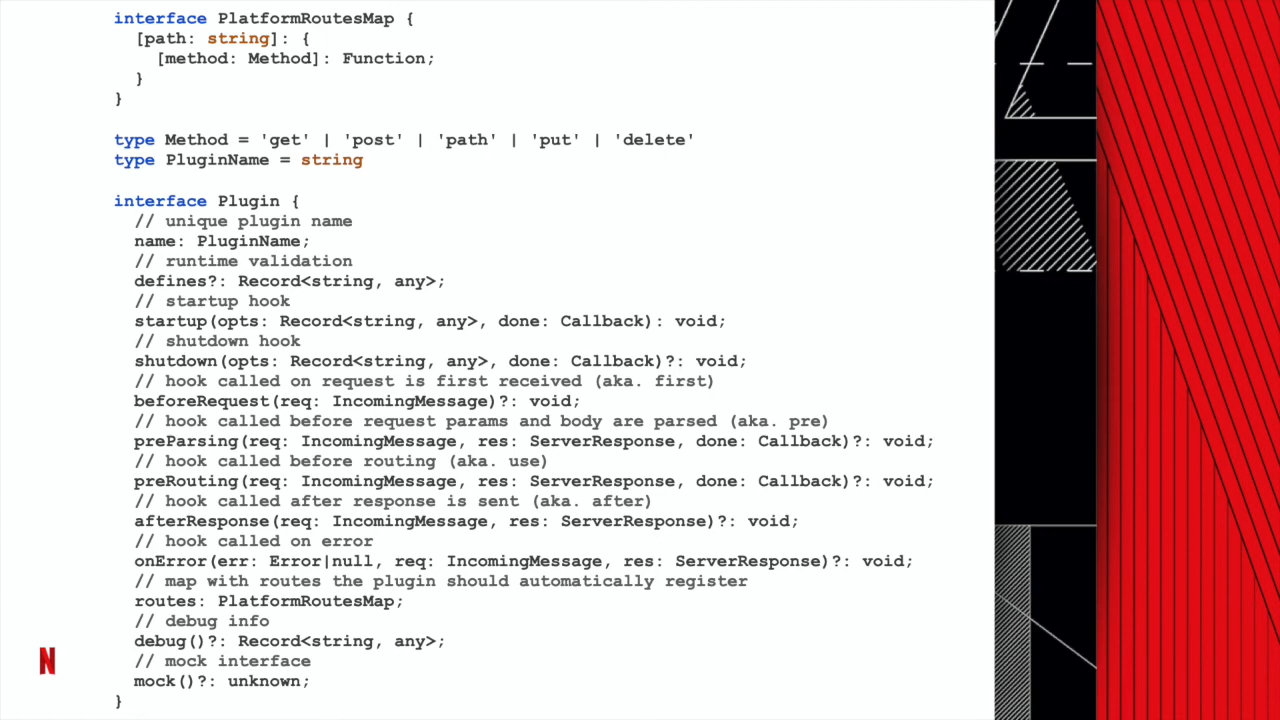 interface PlatformRoutesMap {
  [path: string]: {
    [method: Method]: Function;
  }
}

type Method = 'get' | 'post' | 'path' | 'put' | 'delete'
type PluginName = string

interface Plugin {
  // unique plugin name
  name: PluginName;
  // runtime validation
  defines?: Record<string, any>;
  // startup hook
  startup(opts: Record<string, any>, done: Callback): void;
  // shutdown hook
  shutdown(opts: Record<string, any>, done: Callback)?: void;
  // hook called on request is first received (aka. first)
  beforeRequest(req: IncomingMessage)?: void;
  // hook called before request params and body are parsed (aka. pre)
  preParsing(req: IncomingMessage, res: ServerResponse, done: Callback)?: void;
  // hook called before routing (aka. use)
  preRouting(req: IncomingMessage, res: ServerResponse, done: Callback)?: void;
  // hook called after response is sent (aka. after)
  afterResponse(req: IncomingMessage, res: ServerResponse)?: void;
  // hook called on error
  onError(err: Error|null, req: IncomingMessage, res: ServerResponse)?: void;
  // map with routes the plugin should automatically register
  routes: PlatformRoutesMap;
  // debug info
  debug()?: Record<string, any>;
  // mock interface
  mock()?: unknown;
}
N